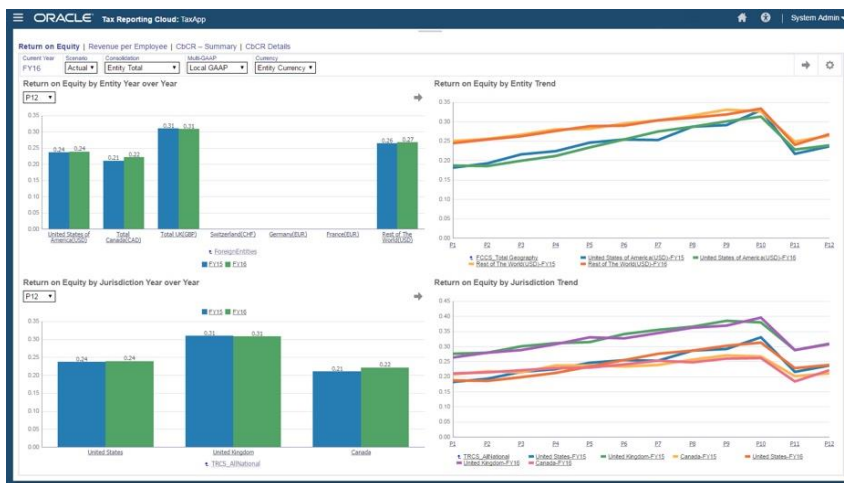 ORACLE Tax Reporting Cloud: TaxApp
System Admin
Return on Equity | Revenue per Employee | CbCR – Summary | CbCR Details
Current Year Scenario Consolidation Multi-GAAP Currency
FY16 Actual Entity Total Local GAAP Entity Currency
Return on Equity by Entity Year over Year
P12
0.35
0.30
0.25
0.20
0.15
0.10
0.05
0.00
0.24 0.24 0.21 0.22 0.31 0.31 0.26 0.27
United States of America(USD) Total Canada(CAD) Total UK(GBP) Switzerland(CHF) Germany(EUR) France(EUR) Rest of The World(USD)
ForeignEntities
FY15 FY16
Return on Equity by Entity Trend
0.35
0.30
0.25
0.20
0.15
0.10
0.05
0.00
P1 P2 P3 P4 P5 P6 P7 P8 P9 P10 P11 P12
FCCS_Total Geography United States of America(USD)-FY15 United States of America(USD)-FY16
Rest of The World(USD)-FY15 Rest of The World(USD)-FY16
Return on Equity by Jurisdiction Year over Year
P12
FY15 FY16
0.35
0.30
0.25
0.20
0.15
0.10
0.05
0.00
0.24 0.24 0.31 0.31 0.21 0.22
United States United Kingdom Canada
TRCS_AllNational
Return on Equity by Jurisdiction Trend
0.45
0.40
0.35
0.30
0.25
0.20
0.15
0.10
0.05
0.00
P1 P2 P3 P4 P5 P6 P7 P8 P9 P10 P11 P12
TRCS_AllNational United States-FY15 United Kingdom-FY15 Canada-FY15 United States-FY16
United Kingdom-FY16 Canada-FY16